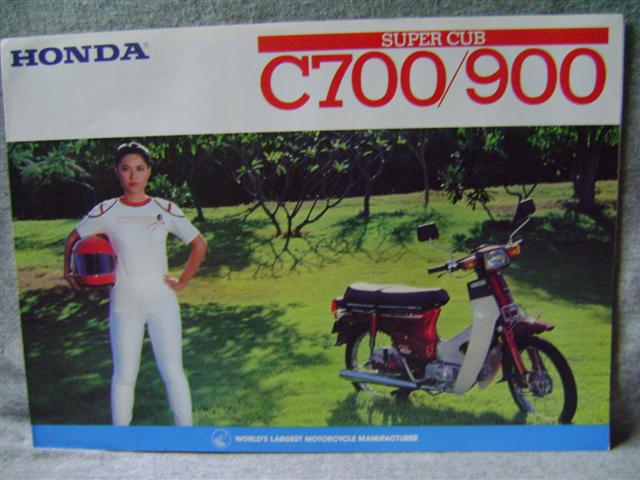 HONDA
SUPER CUB
C700/900
WORLD'S LARGEST MOTORCYCLE MANUFACTURER